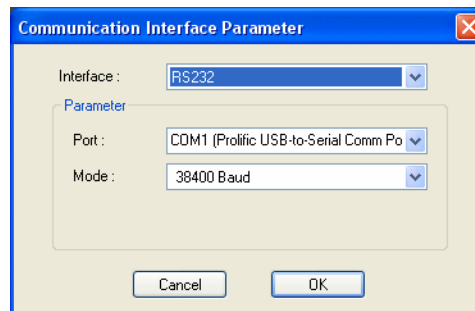 Communication Interface Parameter
Interface : RS232
Parameter
Port : COM1 (Prolific USB-to-Serial Comm Po
Mode : 38400 Baud
Cancel OK